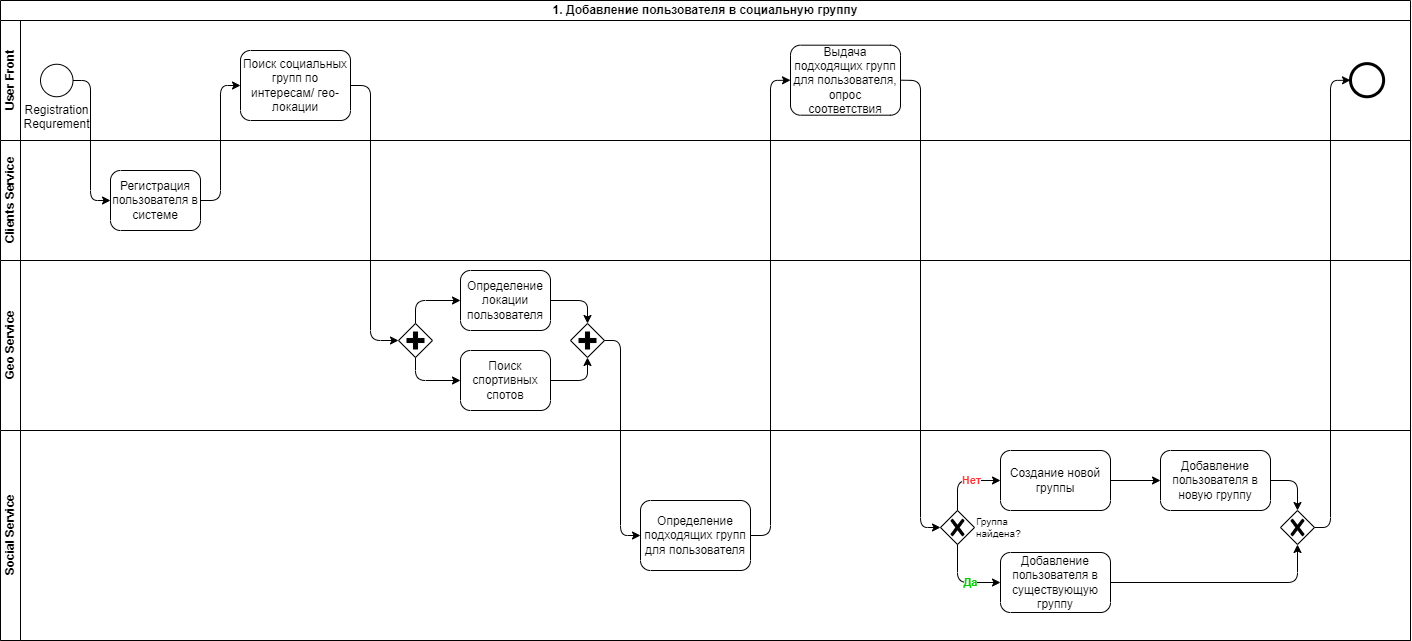 1. Добавление пользователя в социальную группу
User Front
Registration
Requrement
Поиск социальных
групп по
интересам/ гео-
локации
Выдача
подходящих групп
для пользователя,
опрос
соответствия
Clients Service
Регистрация
пользователя в
системе
Geo Service
Определение
локации
пользователя
Поиск
спортивных
спотов
Social Service
Определение
подходящих групп
для пользователя
Группа
найдена?
Нет
Создание новой
группы
Добавление
пользователя в
новую группу
Да
Добавление
пользователя в
существующую
группу